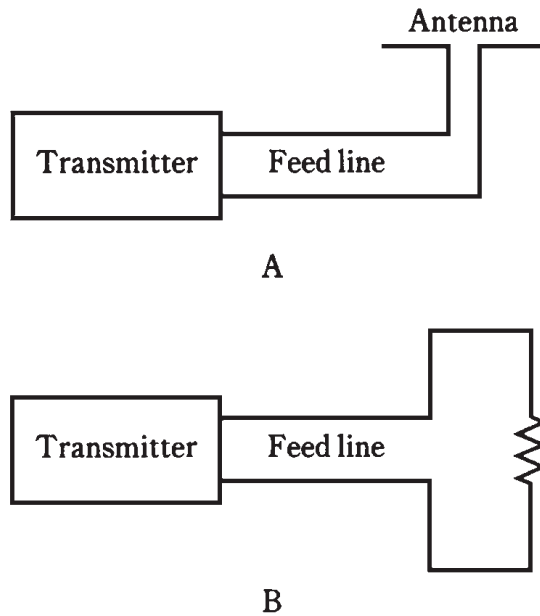 Antenna
Transmitter
Feed line
A
Transmitter
Feed line
B